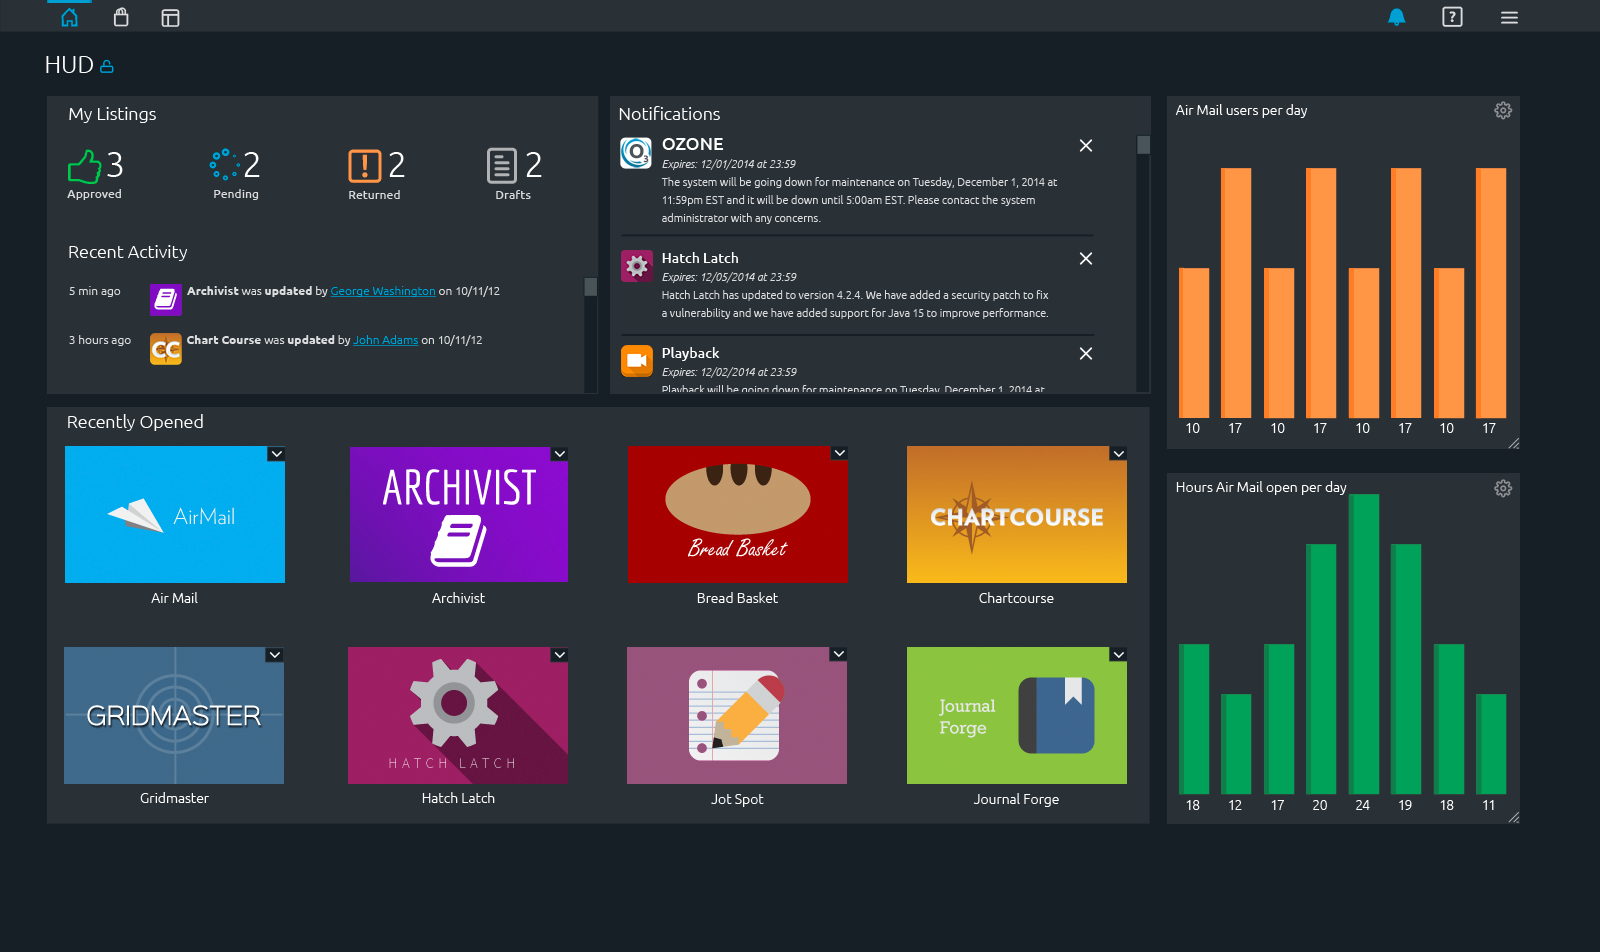 HUD
My Listings
3
Approved
2
Pending
2
Returned
2
Drafts
Recent Activity
5 min ago
Archivist was updated by George Washington on 10/11/12
3 hours ago
CC
Chart Course was updated by John Adams on 10/11/12
Notifications
O3
OZONE
Expires: 12/01/2014 at 23:59
The system will be going down for maintenance on Tuesday, December 1, 2014 at
11:59pm EST and it will be down until 5:00am EST. Please contact the system
administrator with any concerns.
Hatch Latch
Expires: 12/05/2014 at 23:59
Hatch Latch has updated to version 4.2.4. We have added a security patch to fix
a vulnerability and we have added support for Java 15 to improve performance.
Playback
Expires: 12/02/2014 at 23:59
Playback will be going down for maintenance on Tuesday, December 1, 2014 at
Air Mail users per day
10 17 10 17 10 17 10 17
Recently Opened
AirMail
Air Mail
ARCHIVIST
Archivist
Bread Basket
Bread Basket
CHARTCOURSE
Chartcourse
GRIDMASTER
Gridmaster
HATCH LATCH
Hatch Latch
Jot Spot
Journal
Forge
Journal Forge
Hours Air Mail open per day
18 12 17 20 24 19 18 11